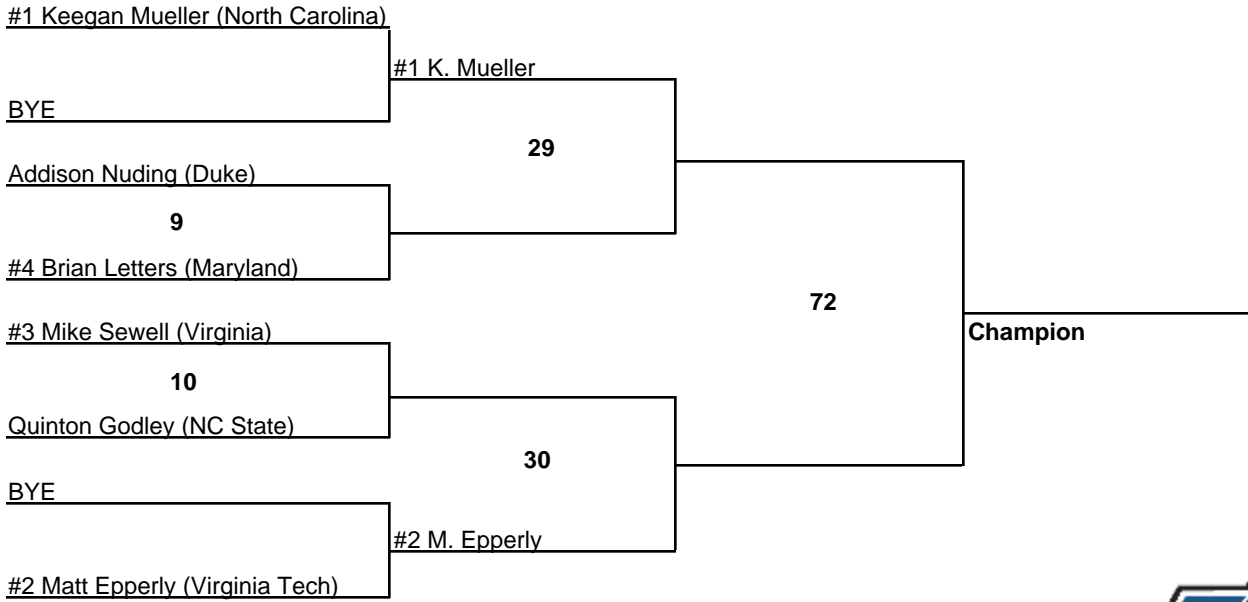 #1 Keegan Mueller (North Carolina)
#1 K. Mueller
BYE
29
Addison Nuding (Duke)
9
#4 Brian Letters (Maryland)
72
#3 Mike Sewell (Virginia)
Champion
10
Quinton Godley (NC State)
30
BYE
#2 M. Epperly
#2 Matt Epperly (Virginia Tech)